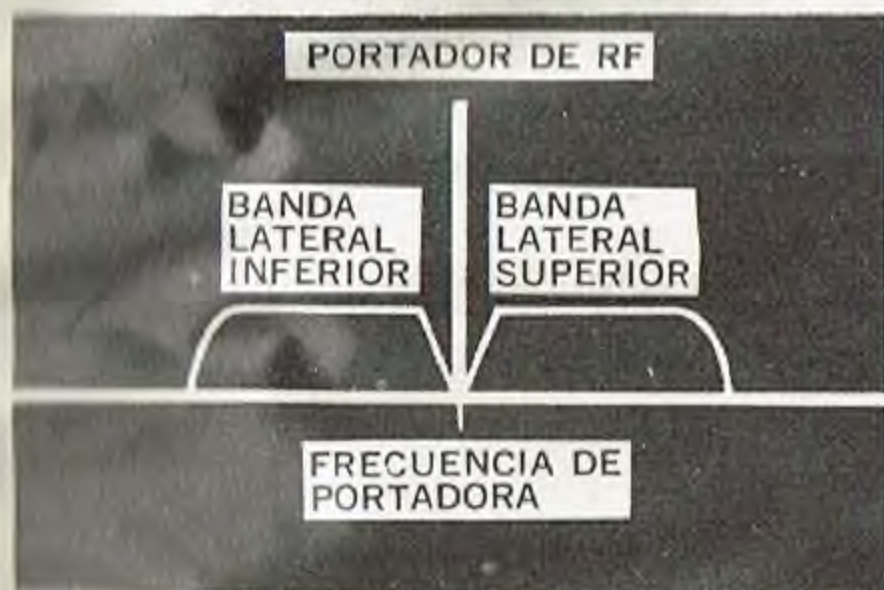 PORTADOR DE RF
BANDA
LATERAL
INFERIOR
BANDA
LATERAL
SUPERIOR
FRECUENCIA DE
PORTADORA